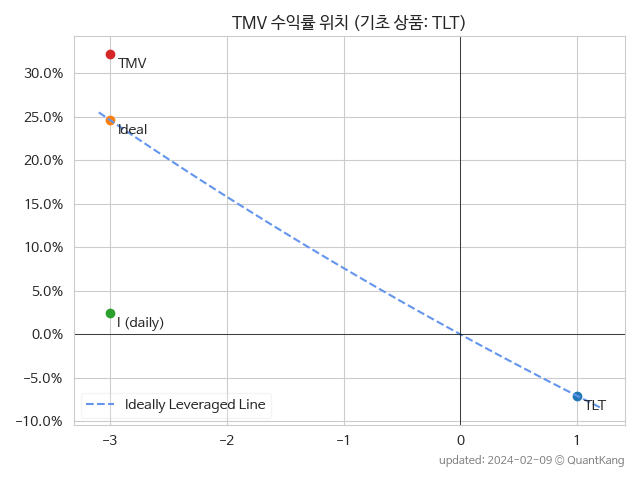 TMV 수익률 위치 (기초 상품: TLT)
30.0%
25.0%
20.0%
15.0%
10.0%
5.0%
0.0%
−5.0%
−10.0%
TMV
Ideal
I (daily)
TLT
Ideally Leveraged Line
−3
−2
−1
0
1
updated: 2024-02-09 © QuantKang